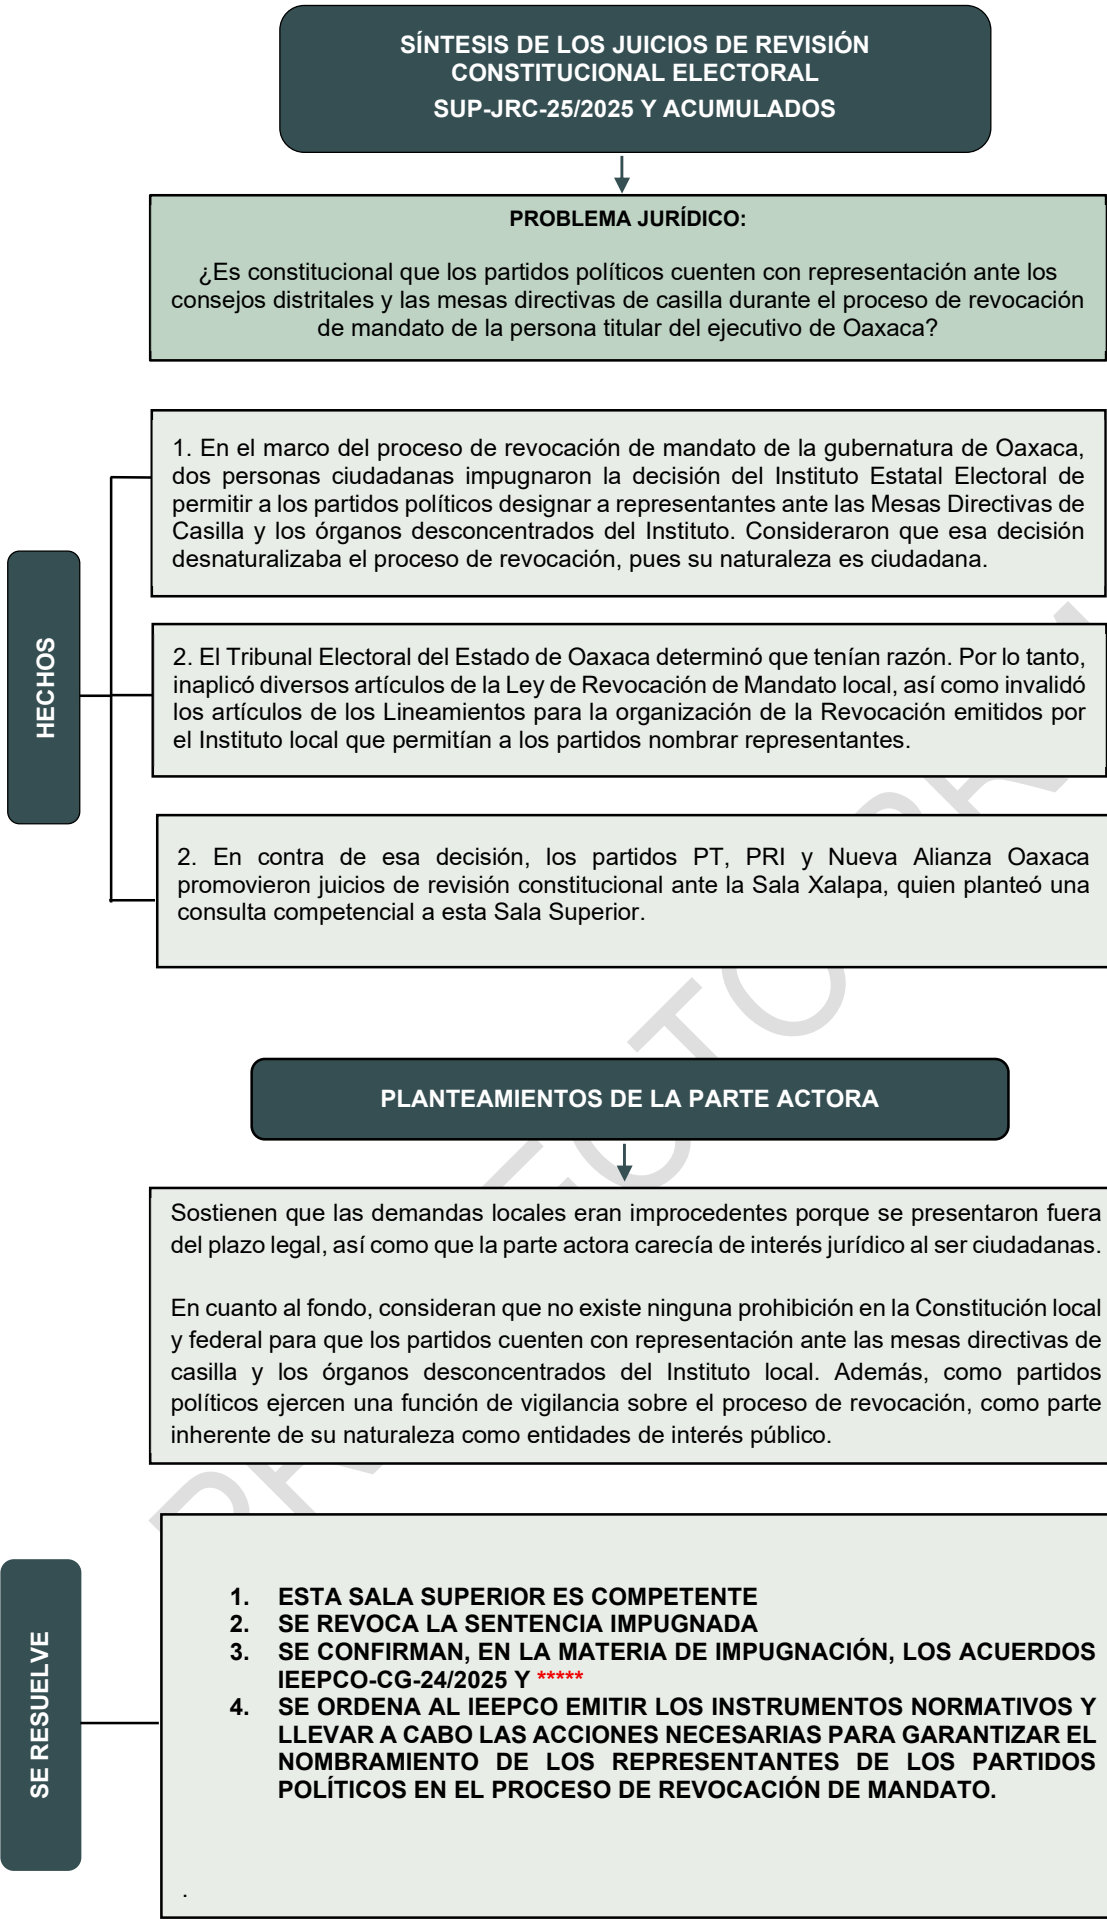 SÍNTESIS DE LOS JUICIOS DE REVISIÓN
CONSTITUCIONAL ELECTORAL
SUP-JRC-25/2025 Y ACUMULADOS
PROBLEMA JURÍDICO:
¿Es constitucional que los partidos políticos cuenten con representación ante los
consejos distritales y las mesas directivas de casilla durante el proceso de revocación
de mandato de la persona titular del ejecutivo de Oaxaca?
HECHOS
1. En el marco del proceso de revocación de mandato de la gubernatura de Oaxaca,
dos personas ciudadanas impugnaron la decisión del Instituto Estatal Electoral de
permitir a los partidos políticos designar a representantes ante las Mesas Directivas de
Casilla y los órganos desconcentrados del Instituto. Consideraron que esa decisión
desnaturalizaba el proceso de revocación, pues su naturaleza es ciudadana.
2. El Tribunal Electoral del Estado de Oaxaca determinó que tenían razón. Por lo tanto,
inaplicó diversos artículos de la Ley de Revocación de Mandato local, así como invalidó
los artículos de los Lineamientos para la organización de la Revocación emitidos por
el Instituto local que permitían a los partidos nombrar representantes.
2. En contra de esa decisión, los partidos PT, PRI y Nueva Alianza Oaxaca
promovieron juicios de revisión constitucional ante la Sala Xalapa, quien planteó una
consulta competencial a esta Sala Superior.
PLANTEAMIENTOS DE LA PARTE ACTORA
Sostienen que las demandas locales eran improcedentes porque se presentaron fuera
del plazo legal, así como que la parte actora carecía de interés jurídico al ser ciudadanas.
En cuanto al fondo, consideran que no existe ninguna prohibición en la Constitución local
y federal para que los partidos cuenten con representación ante las mesas directivas de
casilla y los órganos desconcentrados del Instituto local. Además, como partidos
políticos ejercen una función de vigilancia sobre el proceso de revocación, como parte
inherente de su naturaleza como entidades de interés público.
SE RESUELVE
1. ESTA SALA SUPERIOR ES COMPETENTE
2. SE REVOCA LA SENTENCIA IMPUGNADA
3. SE CONFIRMAN, EN LA MATERIA DE IMPUGNACIÓN, LOS ACUERDOS
IEEPCO-CG-24/2025 Y *****
4. SE ORDENA AL IEEPCO EMITIR LOS INSTRUMENTOS NORMATIVOS Y
LLEVAR A CABO LAS ACCIONES NECESARIAS PARA GARANTIZAR EL
NOMBRAMIENTO DE LOS REPRESENTANTES DE LOS PARTIDOS
POLÍTICOS EN EL PROCESO DE REVOCACIÓN DE MANDATO.
.